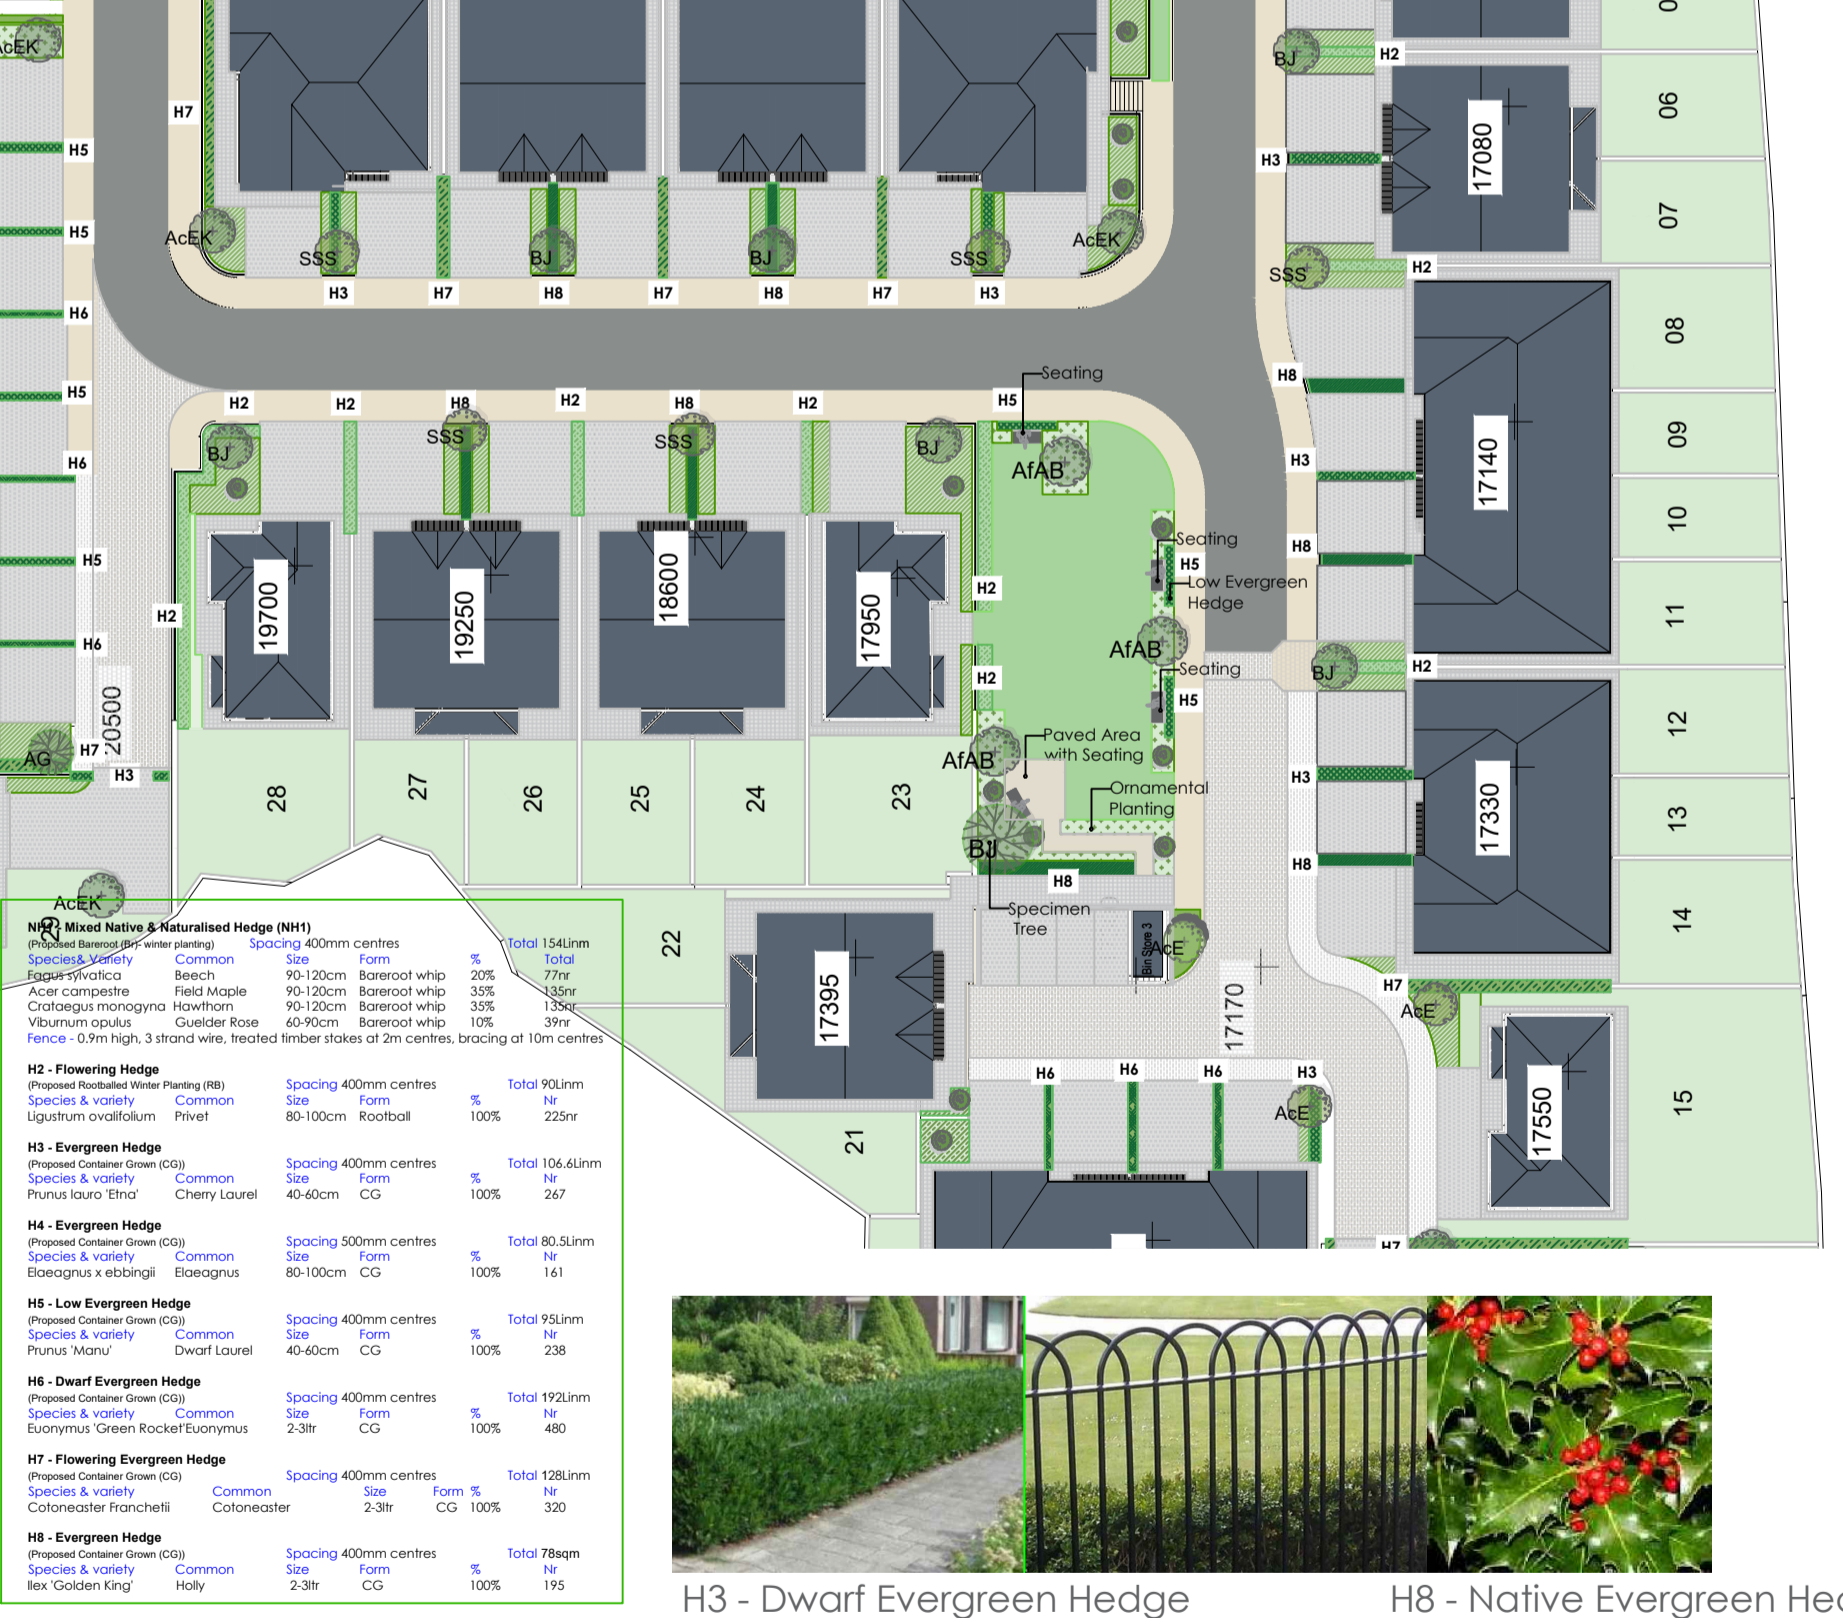 AcEK
H7
H5
H5
H6
H5
H6
H5
H6
AcEK
SSS
BJ
BJ
SSS
AcEK
H3
H7
H8
H7
H8
H7
H3
BJ
H2
06
17080
H3
07
SSS
H2
08
H8
09
17140
H3
10
H8
11
BJ
H2
12
H3
17330
13
H8
14
H2
H2
H8
H2
H8
H2
H5
Seating
BJ
SSS
SSS
BJ
AfAB
Seating
H5
Low Evergreen
Hedge
H2
H2
19700
19250
18600
17950
AfAB
Seating
H2
H5
20500
AG
H7
H3
AfAB
Paved Area
with Seating
Ornamental
Planting
28
27
26
25
24
23
BJ
H8
Specimen
Tree
Bin Store 3
AcE
AcEK
29
22
17395
17170
H7
AcE
H6
H6
H6
H3
AcE
17550
15
21
H7
NH1 - Mixed Native & Naturalised Hedge (NH1)
(Proposed Bareroot (Br)- winter planting) Spacing 400mm centres Total 154Linm
Species& Variety Common Size Form % Total
Fagus sylvatica Beech 90-120cm Bareroot whip 20% 77nr
Acer campestre Field Maple 90-120cm Bareroot whip 35% 135nr
Crataegus monogyna Hawthorn 90-120cm Bareroot whip 35% 135nr
Viburnum opulus Guelder Rose 60-90cm Bareroot whip 10% 39nr
Fence - 0.9m high, 3 strand wire, treated timber stakes at 2m centres, bracing at 10m centres
H2 - Flowering Hedge
(Proposed Rootballed Winter Planting (RB) Spacing 400mm centres Total 90Linm
Species & variety Common Size Form % Nr
Ligustrum ovalifolium Privet 80-100cm Rootball 100% 225nr
H3 - Evergreen Hedge
(Proposed Container Grown (CG)) Spacing 400mm centres Total 106.6Linm
Species & variety Common Size Form % Nr
Prunus lauro 'Etna' Cherry Laurel 40-60cm CG 100% 267
H4 - Evergreen Hedge
(Proposed Container Grown (CG)) Spacing 500mm centres Total 80.5Linm
Species & variety Common Size Form % Nr
Elaeagnus x ebbingii Elaeagnus 80-100cm CG 100% 161
H5 - Low Evergreen Hedge
(Proposed Container Grown (CG)) Spacing 400mm centres Total 95Linm
Species & variety Common Size Form % Nr
Prunus 'Manu' Dwarf Laurel 40-60cm CG 100% 238
H6 - Dwarf Evergreen Hedge
(Proposed Container Grown (CG)) Spacing 400mm centres Total 192Linm
Species & variety Common Size Form % Nr
Euonymus 'Green Rocket'Euonymus 2-3ltr CG 100% 480
H7 - Flowering Evergreen Hedge
(Proposed Container Grown (CG) Spacing 400mm centres Total 128Linm
Species & variety Common Size Form % Nr
Cotoneaster Franchetii Cotoneaster 2-3ltr CG 100% 320
H8 - Evergreen Hedge
(Proposed Container Grown (CG)) Spacing 400mm centres Total 78sqm
Species & variety Common Size Form % Nr
Ilex 'Golden King' Holly 2-3ltr CG 100% 195
H3 - Dwarf Evergreen Hedge
H8 - Native Evergreen Hed